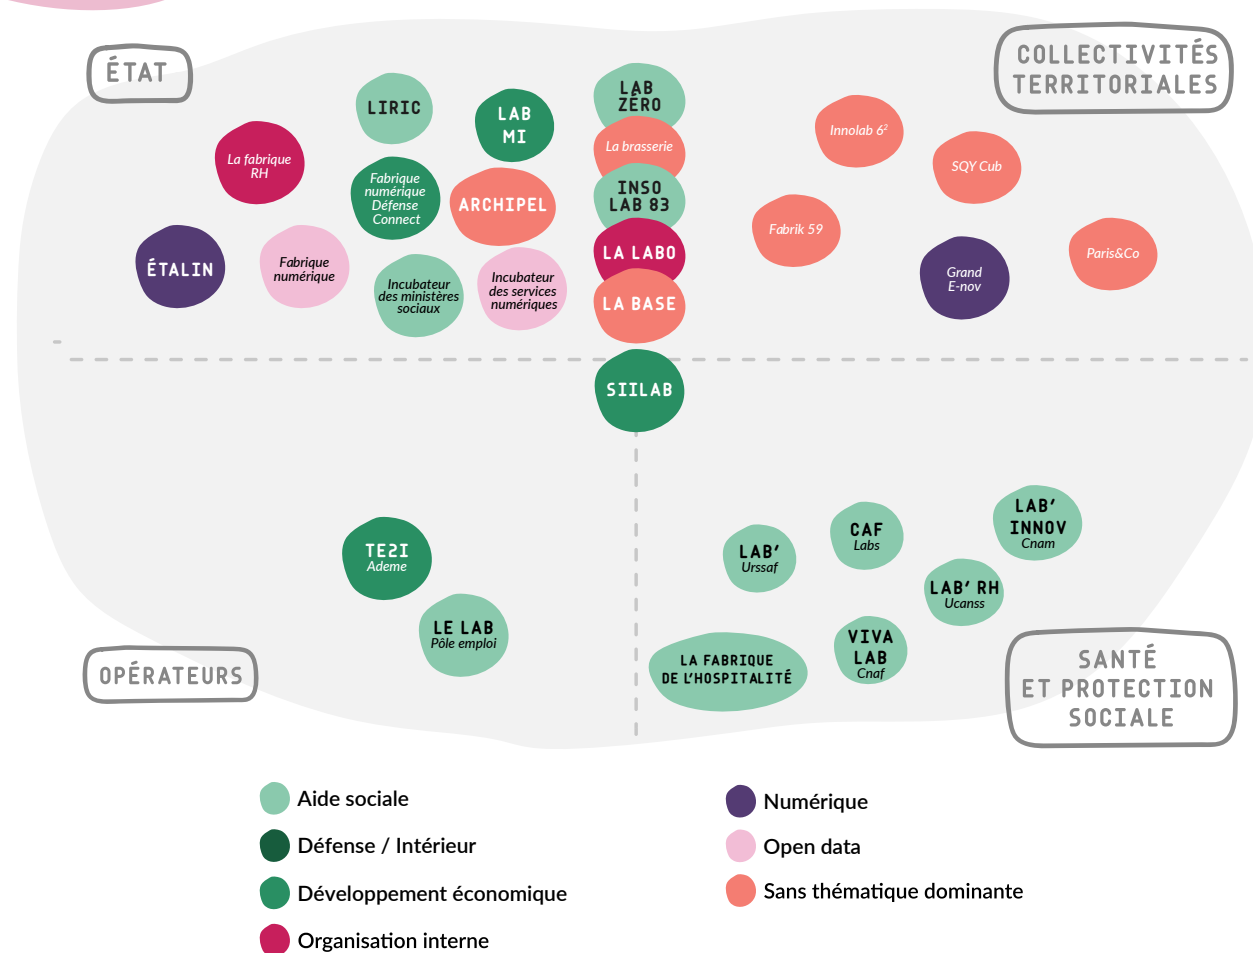 ÉTAT
COLLECTIVITÉS
TERRITORIALES
LIRIC
LAB
MI
LAB
ZÉRO
La brasserie
INSO
LAB 83
LA LABO
LA BASE
Innolab 6²
SQY Cub
La fabrique
RH
Fabrique
numérique
Défense
Connect
ARCHIPEL
Fabrik 59
Paris&Co
ÉTALIN
Fabrique
numérique
Incubateur
des ministères
sociaux
Incubateur
des services
numériques
Grand
E-nov
SIILAB
TE2I
Ademe
LE LAB
Pôle emploi
LAB’
Urssaf
CAF
Labs
LAB’
INNOV
Cnam
LAB’ RH
Ucanss
VIVA
LAB
Cnaf
LA FABRIQUE
DE L’HOSPITALITÉ
OPÉRATEURS
SANTÉ
ET PROTECTION
SOCIALE
Aide sociale
Défense / Intérieur
Développement économique
Organisation interne
Numérique
Open data
Sans thématique dominante